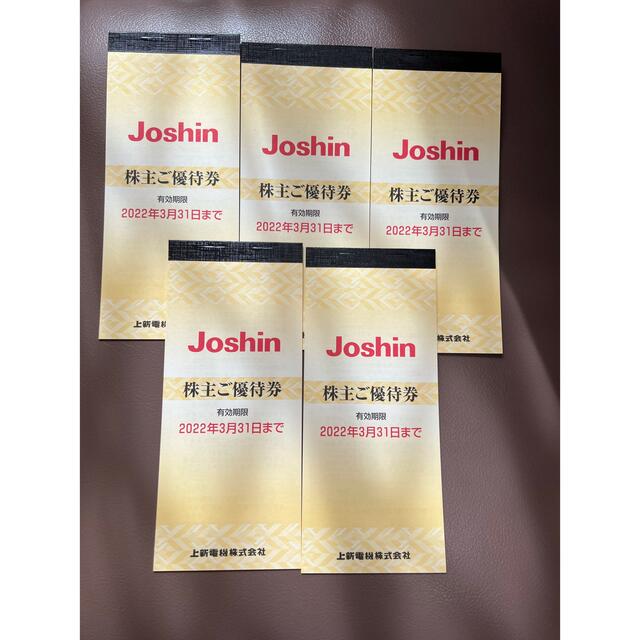 Joshin
株主ご優待券
有効期限
2022年3月31日まで
上新電機
Joshin
株主ご優待券
有効期限
2022年3月31日まで
Joshin
株主ご優待券
有効期限
2022年3月31日まで
株式会社
Joshin
株主ご優待券
有効期限
2022年3月31日まで
上新電機株式会社
Joshin
株主ご優待券
有効期限
2022年3月31日まで
上新電機株式会社